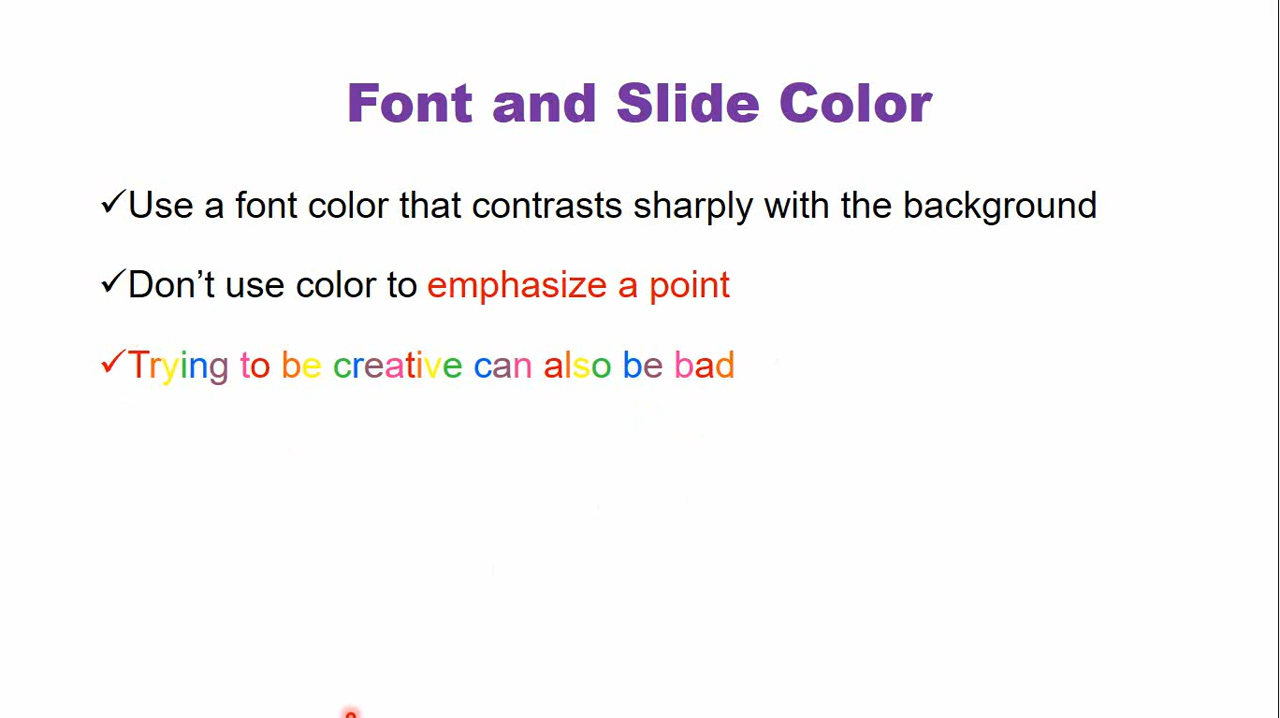 Font and Slide Color
✓Use a font color that contrasts sharply with the background
✓Don’t use color to emphasize a point
✓Trying to be creative can also be bad